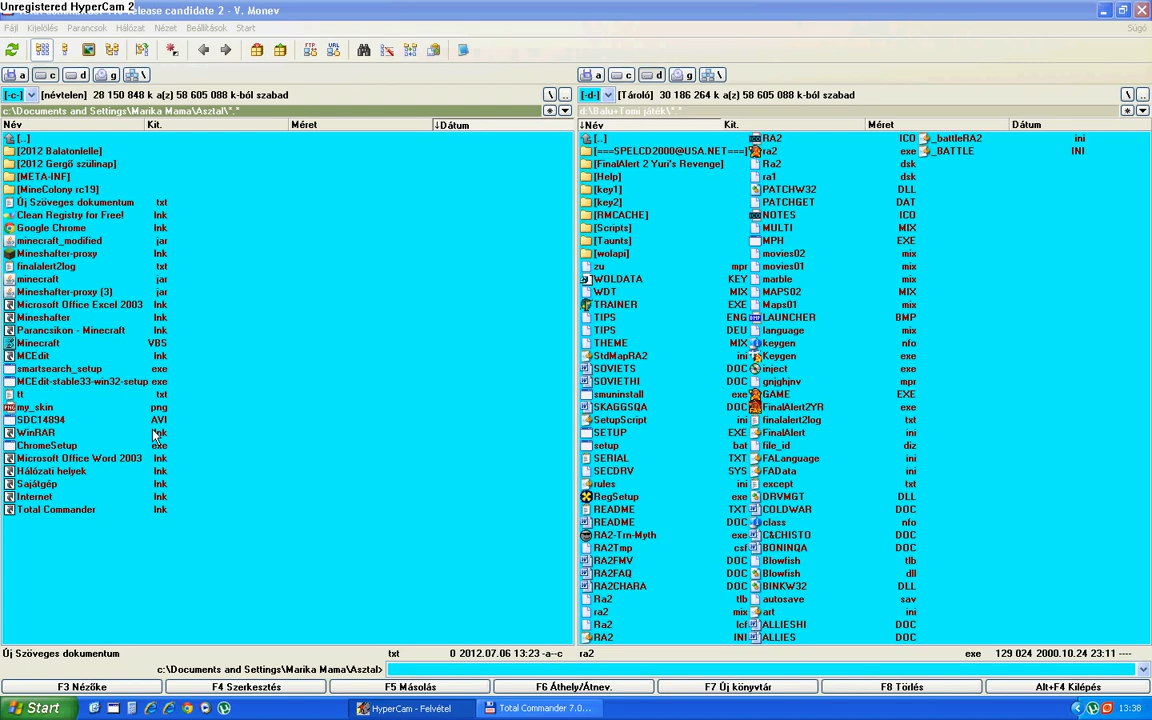 Unregistered HyperCam 2
elease candidate 2 - V. Monev
Fájl Kijelölés Parancsok Hálózat Nézet Beállítások Start Súgó
FTP URL
a c d g \ a c d g \
[-c-] [névtelen] 28 150 848 k a(z) 58 605 088 k-ból szabad \ .. [-d-] [Tároló] 30 186 264 k a(z) 58 605 088 k-ból szabad \ ..
c:\Documents and Settings\Marika Mama\Asztal\*.* d:\Balu+Tomi játék\*.*
Név Kit. Méret ↓Dátum ↓Név Kit. Méret Dátum
[..]
[2012 Balatonlelle]
[2012 Gergő szülinap]
[META-INF]
[MineColony rc19]
Új Szöveges dokumentum txt
Clean Registry for Free! lnk
Google Chrome lnk
minecraft_modified jar
Mineshafter-proxy lnk
finalalert2log txt
minecraft jar
Mineshafter-proxy (3) jar
Microsoft Office Excel 2003 lnk
Mineshafter lnk
Parancsikon - Minecraft lnk
Minecraft VBS
MCEdit lnk
smartsearch_setup exe
MCEdit-stable33-win32-setup exe
tt txt
my_skin png
SDC14894 AVI
WinRAR lnk
ChromeSetup exe
Microsoft Office Word 2003 lnk
Hálózati helyek lnk
Sajátgép lnk
Internet lnk
Total Commander lnk
[..]
[===SPELCD2000@USA.NET===]
[FinalAlert 2 Yuri's Revenge]
[Help]
[key1]
[key2]
[RMCACHE]
[Scripts]
[Taunts]
[wolapi]
zu mpr
WOLDATA KEY
WDT MIX
TRAINER EXE
TIPS ENG
TIPS DEU
THEME MIX
StdMapRA2 ini
SOVIETS DOC
SOVIETHI DOC
smuninstall exe
SKAGGSQA DOC
SetupScript ini
SETUP EXE
setup bat
SERIAL TXT
SECDRV SYS
rules ini
RegSetup exe
README TXT
README DOC
RA2-Trn-Myth exe
RA2Tmp csf
RA2FMV DOC
RA2FAQ DOC
RA2CHARA DOC
Ra2 tlb
ra2 mix
Ra2 lcf
RA2 INI
RA2 ICO
ra2 exe
Ra2 dsk
ra1 dsk
PATCHW32 DLL
PATCHGET DAT
NOTES ICO
MULTI MIX
MPH EXE
movies02 mix
movies01 mix
marble mix
MAPS02 mix
Maps01 mix
LAUNCHER BMP
language mix
keygen nfo
Keygen exe
inject exe
gnjghjnv mpr
GAME EXE
FinalAlert2YR exe
finalalert2log txt
FinalAlert ini
file_id diz
FALanguage ini
FAData ini
except txt
DRVMGT DLL
COLDWAR DOC
class nfo
C&CHISTO DOC
BONINQA DOC
Blowfish tlb
Blowfish dll
BINKW32 DLL
autosave sav
art ini
ALLIESHI DOC
ALLIES DOC
_battleRA2 ini
_BATTLE INI
Új Szöveges dokumentum txt 0 2012.07.06 13:23 -a--c ra2 exe 129 024 2000.10.24 23:11 ----
c:\Documents and Settings\Marika Mama\Asztal>
F3 Nézőke F4 Szerkesztés F5 Másolás F6 Áthely/Átnev. F7 Új könyvtár F8 Törlés Alt+F4 Kilépés
Start HyperCam - Felvétel Total Commander 7.0... 13:38